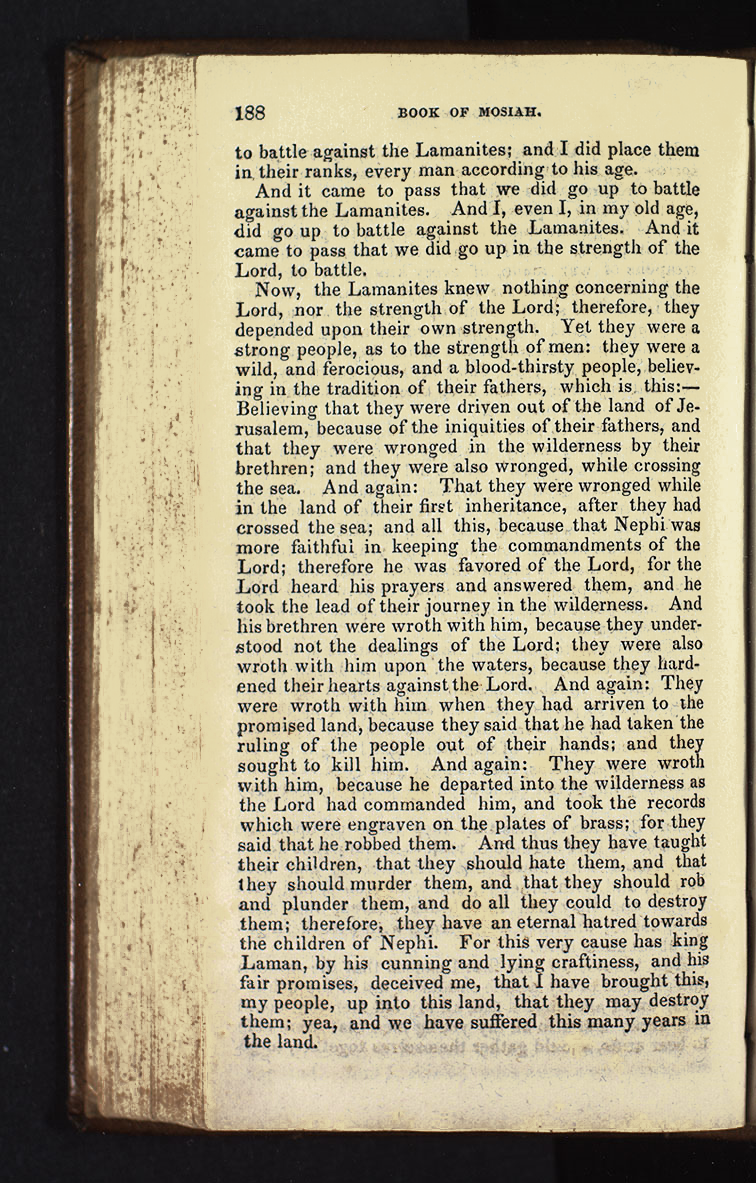 188 BOOK OF MOSIAH.
to battle against the Lamanites; and I did place them
in their ranks, every man according to his age.
And it came to pass that we did go up to battle
against the Lamanites. And I, even I, in my old age,
did go up to battle against the Lamanites. And it
came to pass that we did go up in the strength of the
Lord, to battle.
Now, the Lamanites knew nothing concerning the
Lord, nor the strength of the Lord; therefore, they
depended upon their own strength. Yet they were a
strong people, as to the strength of men: they were a
wild, and ferocious, and a blood-thirsty people, believ-
ing in the tradition of their fathers, which is this:—
Believing that they were driven out of the land of Je-
rusalem, because of the iniquities of their fathers, and
that they were wronged in the wilderness by their
brethren; and they were also wronged, while crossing
the sea. And again: That they were wronged while
in the land of their first inheritance, after they had
crossed the sea; and all this, because that Nephi was
more faithful in keeping the commandments of the
Lord; therefore he was favored of the Lord, for the
Lord heard his prayers and answered them, and he
took the lead of their journey in the wilderness. And
his brethren were wroth with him, because they under-
stood not the dealings of the Lord; they were also
wroth with him upon the waters, because they hard-
ened their hearts against the Lord. And again: They
were wroth with him when they had arriven to the
promised land, because they said that he had taken the
ruling of the people out of their hands; and they
sought to kill him. And again: They were wroth
with him, because he departed into the wilderness as
the Lord had commanded him, and took the records
which were engraven on the plates of brass; for they
said that he robbed them. And thus they have taught
their children, that they should hate them, and that
they should murder them, and that they should rob
and plunder them, and do all they could to destroy
them; therefore, they have an eternal hatred towards
the children of Nephi. For this very cause has king
Laman, by his cunning and lying craftiness, and his
fair promises, deceived me, that I have brought this,
my people, up into this land, that they may destroy
them; yea, and we have suffered this many years in
the land.